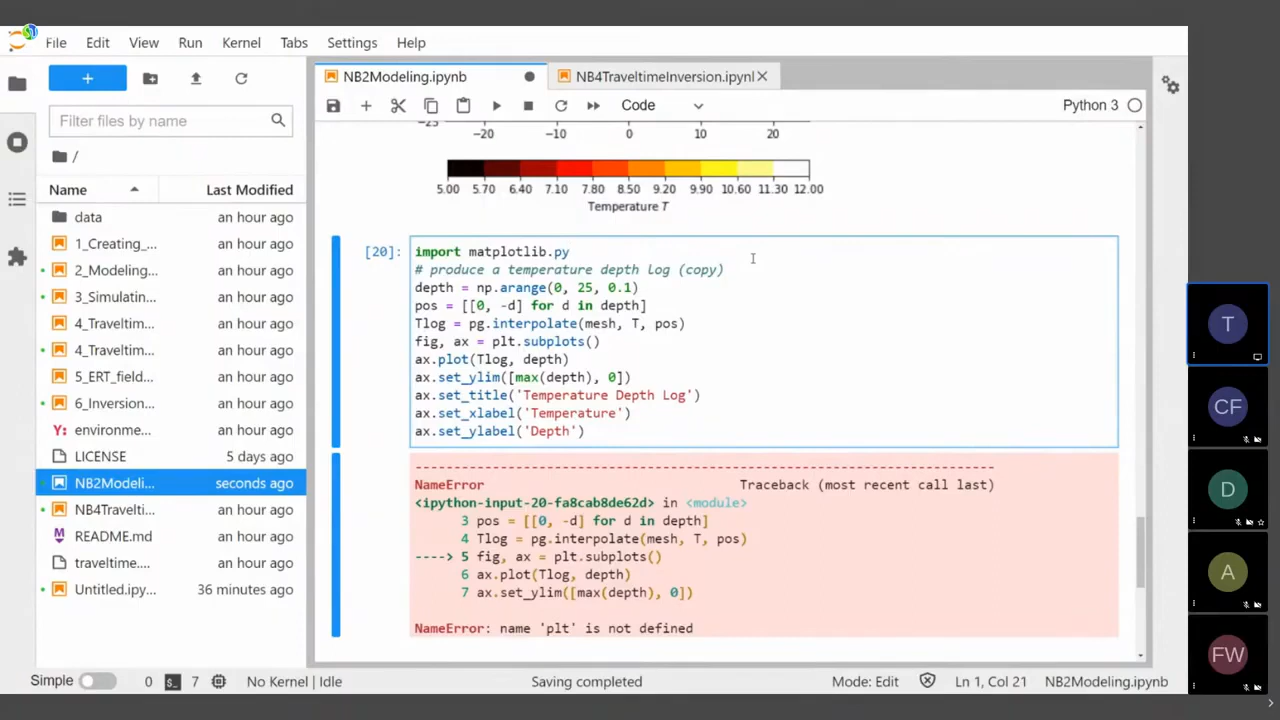 File Edit View Run Kernel Tabs Settings Help
NB2Modeling.ipynb
NB4TraveltimeInversion.ipynl
Code
Python 3
Filter files by name
/
Name Last Modified
data an hour ago
1_Creating_... an hour ago
2_Modeling... an hour ago
3_Simulatin... an hour ago
4_Traveltim... an hour ago
4_Traveltim... an hour ago
5_ERT_field... an hour ago
6_Inversion... an hour ago
Y: environme... an hour ago
LICENSE 5 days ago
NB2Modeli... seconds ago
NB4Travelti... an hour ago
README.md an hour ago
traveltime.... an hour ago
Untitled.ipy... 36 minutes ago
−25
−20 −10 0 10 20
5.00 5.70 6.40 7.10 7.80 8.50 9.20 9.90 10.60 11.30 12.00
Temperature T
[20]: import matplotlib.py
# produce a temperature depth log (copy)
depth = np.arange(0, 25, 0.1)
pos = [[0, -d] for d in depth]
Tlog = pg.interpolate(mesh, T, pos)
fig, ax = plt.subplots()
ax.plot(Tlog, depth)
ax.set_ylim([max(depth), 0])
ax.set_title('Temperature Depth Log')
ax.set_xlabel('Temperature')
ax.set_ylabel('Depth')
---------------------------------------------------------------------------
NameError Traceback (most recent call last)
<ipython-input-20-fa8cab8de62d> in <module>
3 pos = [[0, -d] for d in depth]
4 Tlog = pg.interpolate(mesh, T, pos)
----> 5 fig, ax = plt.subplots()
6 ax.plot(Tlog, depth)
7 ax.set_ylim([max(depth), 0])
NameError: name 'plt' is not defined
Simple 0 7 No Kernel | Idle Saving completed Mode: Edit Ln 1, Col 21 NB2Modeling.ipynb
T
CF
D
A
FW